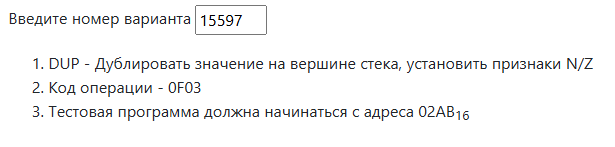 Введите номер варианта 15597
1. DUP - Дублировать значение на вершине стека, установить признаки N/Z
2. Код операции - 0F03
3. Тестовая программа должна начинаться с адреса 02AB₁₆